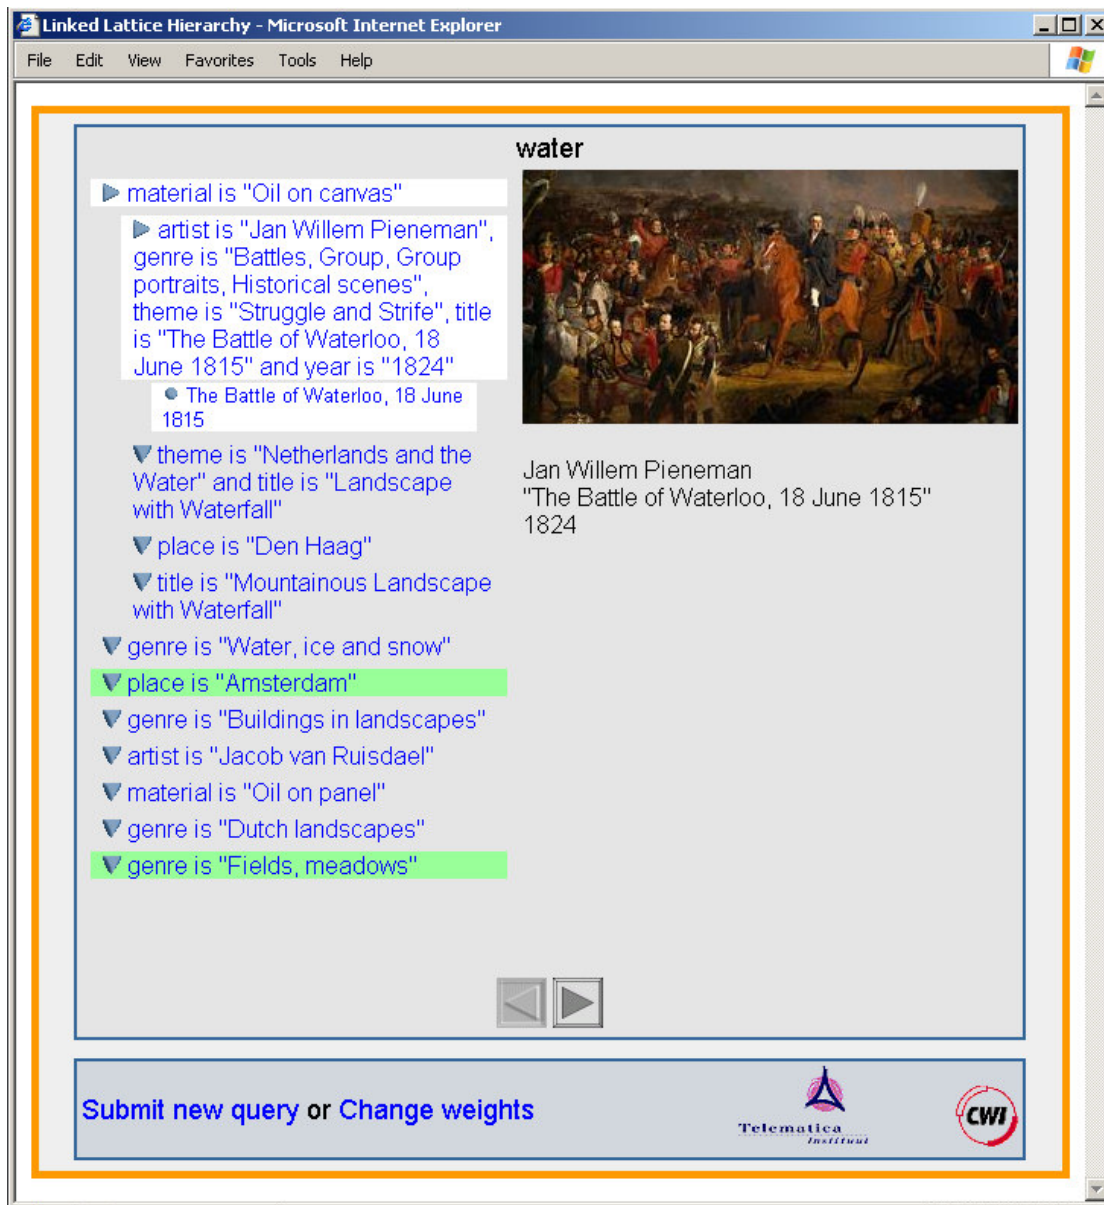 Linked Lattice Hierarchy - Microsoft Internet Explorer
File Edit View Favorites Tools Help
water
material is "Oil on canvas"
artist is "Jan Willem Pieneman",
genre is "Battles, Group, Group
portraits, Historical scenes",
theme is "Struggle and Strife", title
is "The Battle of Waterloo, 18
June 1815" and year is "1824"
The Battle of Waterloo, 18 June
1815
theme is "Netherlands and the
Water" and title is "Landscape
with Waterfall"
place is "Den Haag"
title is "Mountainous Landscape
with Waterfall"
genre is "Water, ice and snow"
place is "Amsterdam"
genre is "Buildings in landscapes"
artist is "Jacob van Ruisdael"
material is "Oil on panel"
genre is "Dutch landscapes"
genre is "Fields, meadows"
Jan Willem Pieneman
"The Battle of Waterloo, 18 June 1815"
1824
Submit new query or Change weights
Telematica
Instituut
CWI